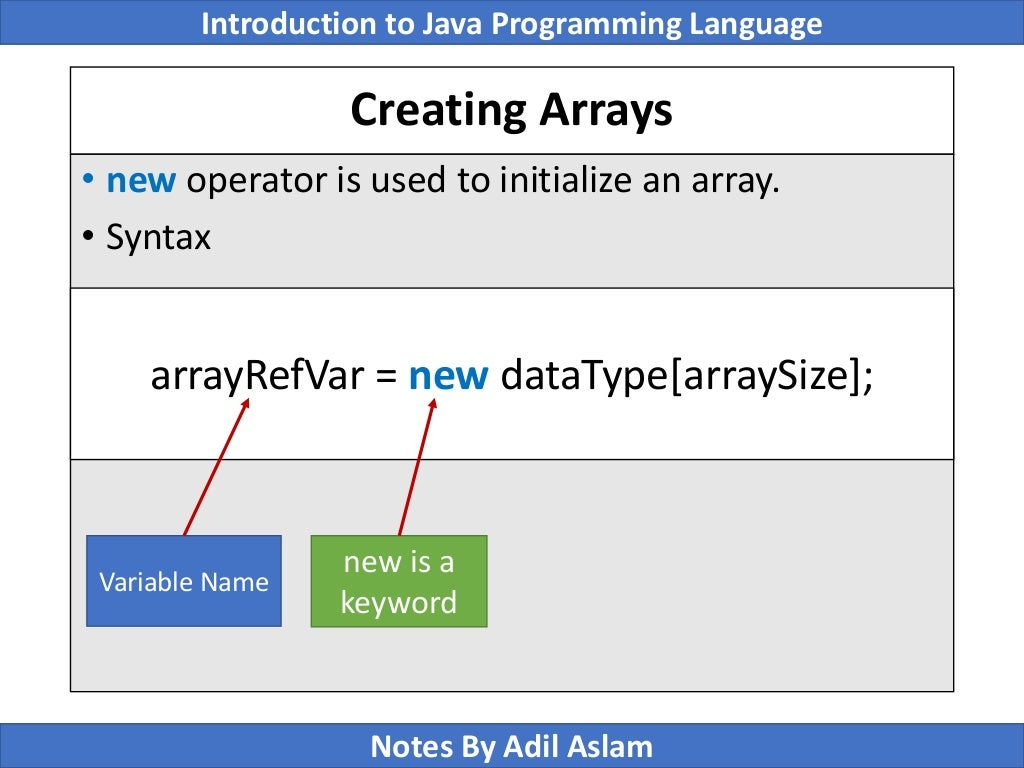 Introduction to Java Programming Language
Creating Arrays
• new operator is used to initialize an array.
• Syntax
arrayRefVar = new dataType[arraySize];
Variable Name
new is a
keyword
Notes By Adil Aslam